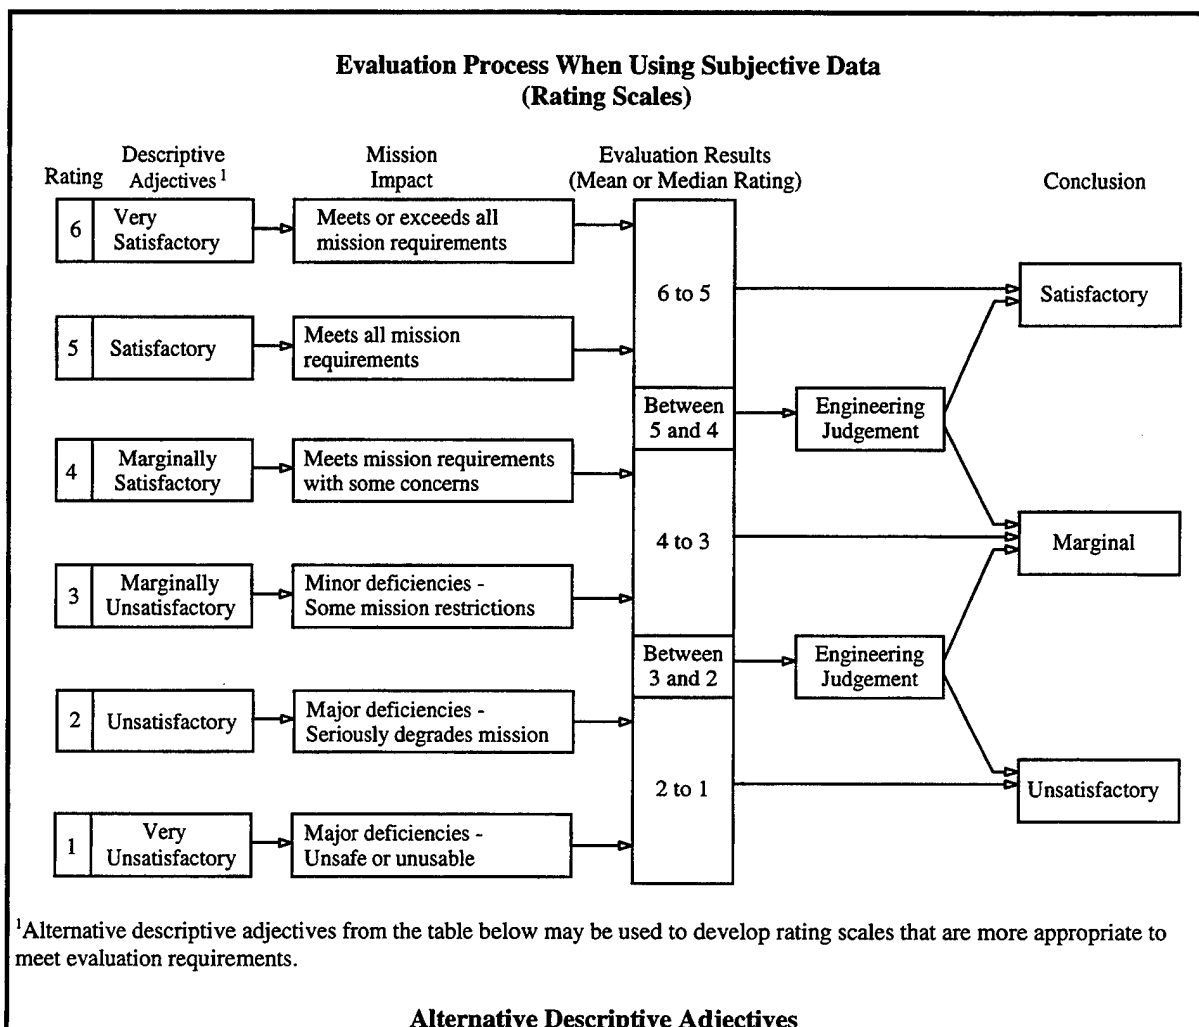 Evaluation Process When Using Subjective Data
(Rating Scales)
Rating
Descriptive
Adjectives1
Mission
Impact
Evaluation Results
(Mean or Median Rating)
Conclusion
6
Very
Satisfactory
Meets or exceeds all
mission requirements
5
Satisfactory
Meets all mission
requirements
4
Marginally
Satisfactory
Meets mission requirements
with some concerns
3
Marginally
Unsatisfactory
Minor deficiencies -
Some mission restrictions
2
Unsatisfactory
Major deficiencies -
Seriously degrades mission
1
Very
Unsatisfactory
Major deficiencies -
Unsafe or unusable
6 to 5
Between
5 and 4
4 to 3
Between
3 and 2
2 to 1
Engineering
Judgement
Engineering
Judgement
Satisfactory
Marginal
Unsatisfactory
1Alternative descriptive adjectives from the table below may be used to develop rating scales that are more appropriate to
meet evaluation requirements.
Alternative Descriptive Adjectives